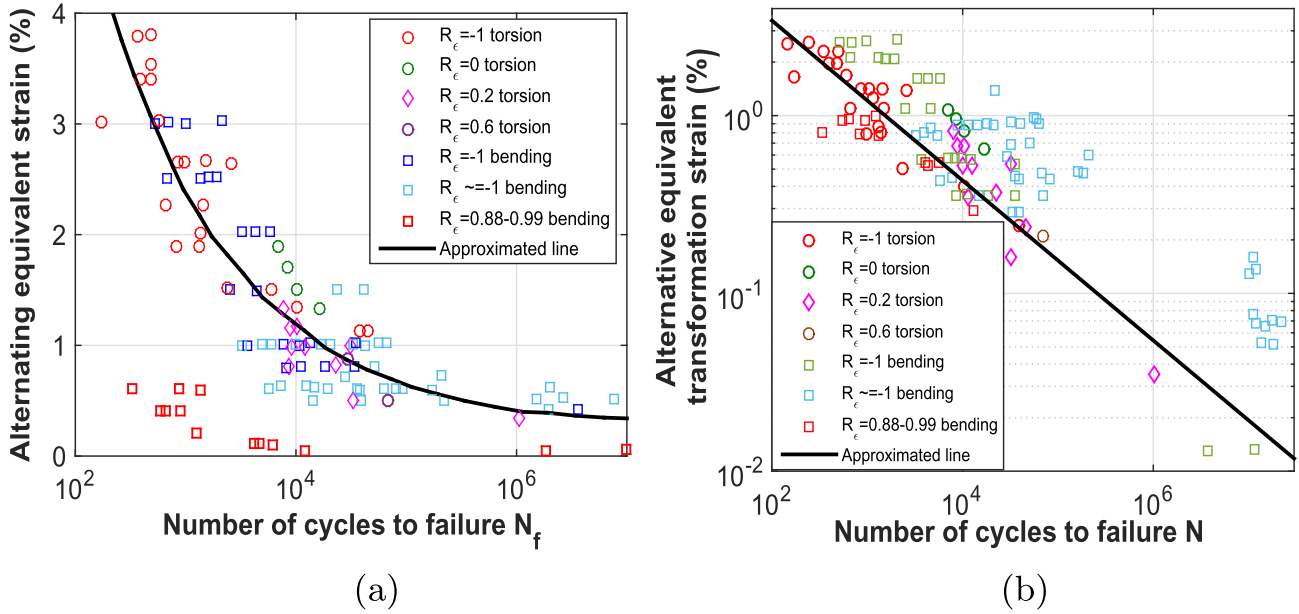 Alternating equivalent strain (%)
4
3
2
1
0
10^2
10^4
10^6
Number of cycles to failure N_f
R_ϵ=-1 torsion
R_ϵ=0 torsion
R_ϵ=0.2 torsion
R_ϵ=0.6 torsion
R_ϵ=-1 bending
R_ϵ ~=-1 bending
R_ϵ=0.88-0.99 bending
Approximated line
(a)
Alternative equivalent
transformation strain (%)
10^0
10^-1
10^-2
10^2
10^4
10^6
Number of cycles to failure N
R_ϵ=-1 torsion
R_ϵ=0 torsion
R_ϵ=0.2 torsion
R_ϵ=0.6 torsion
R_ϵ=-1 bending
R_ϵ~=-1 bending
R_ϵ=0.88-0.99 bending
Approximated line
(b)